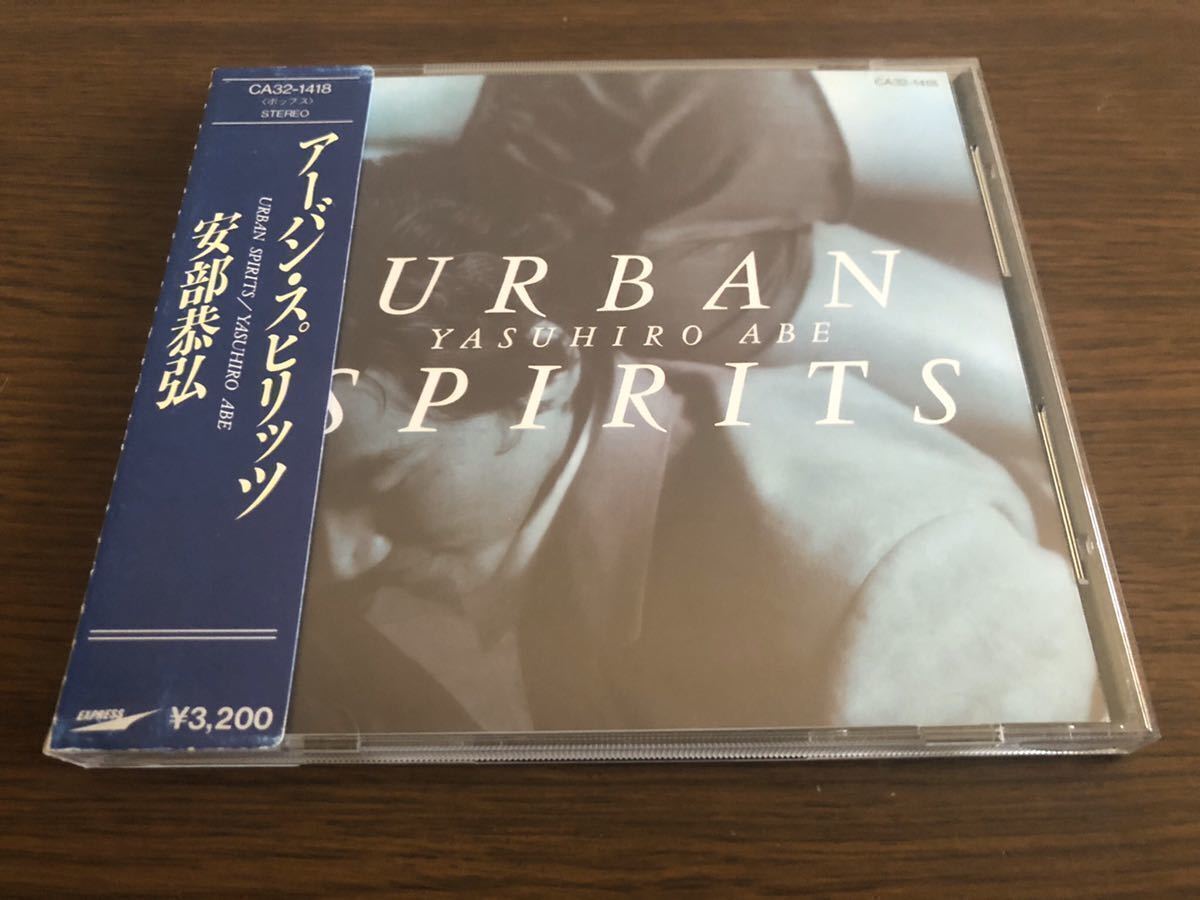 CA32-1418
〈ポップス〉
STEREO
アーバン・スピリッツ
URBAN SPIRITS/YASUHIRO ABE
安部恭弘
EXPRESS
¥3,200
CA32-1418
URBAN
YASUHIRO ABE
SPIRITS